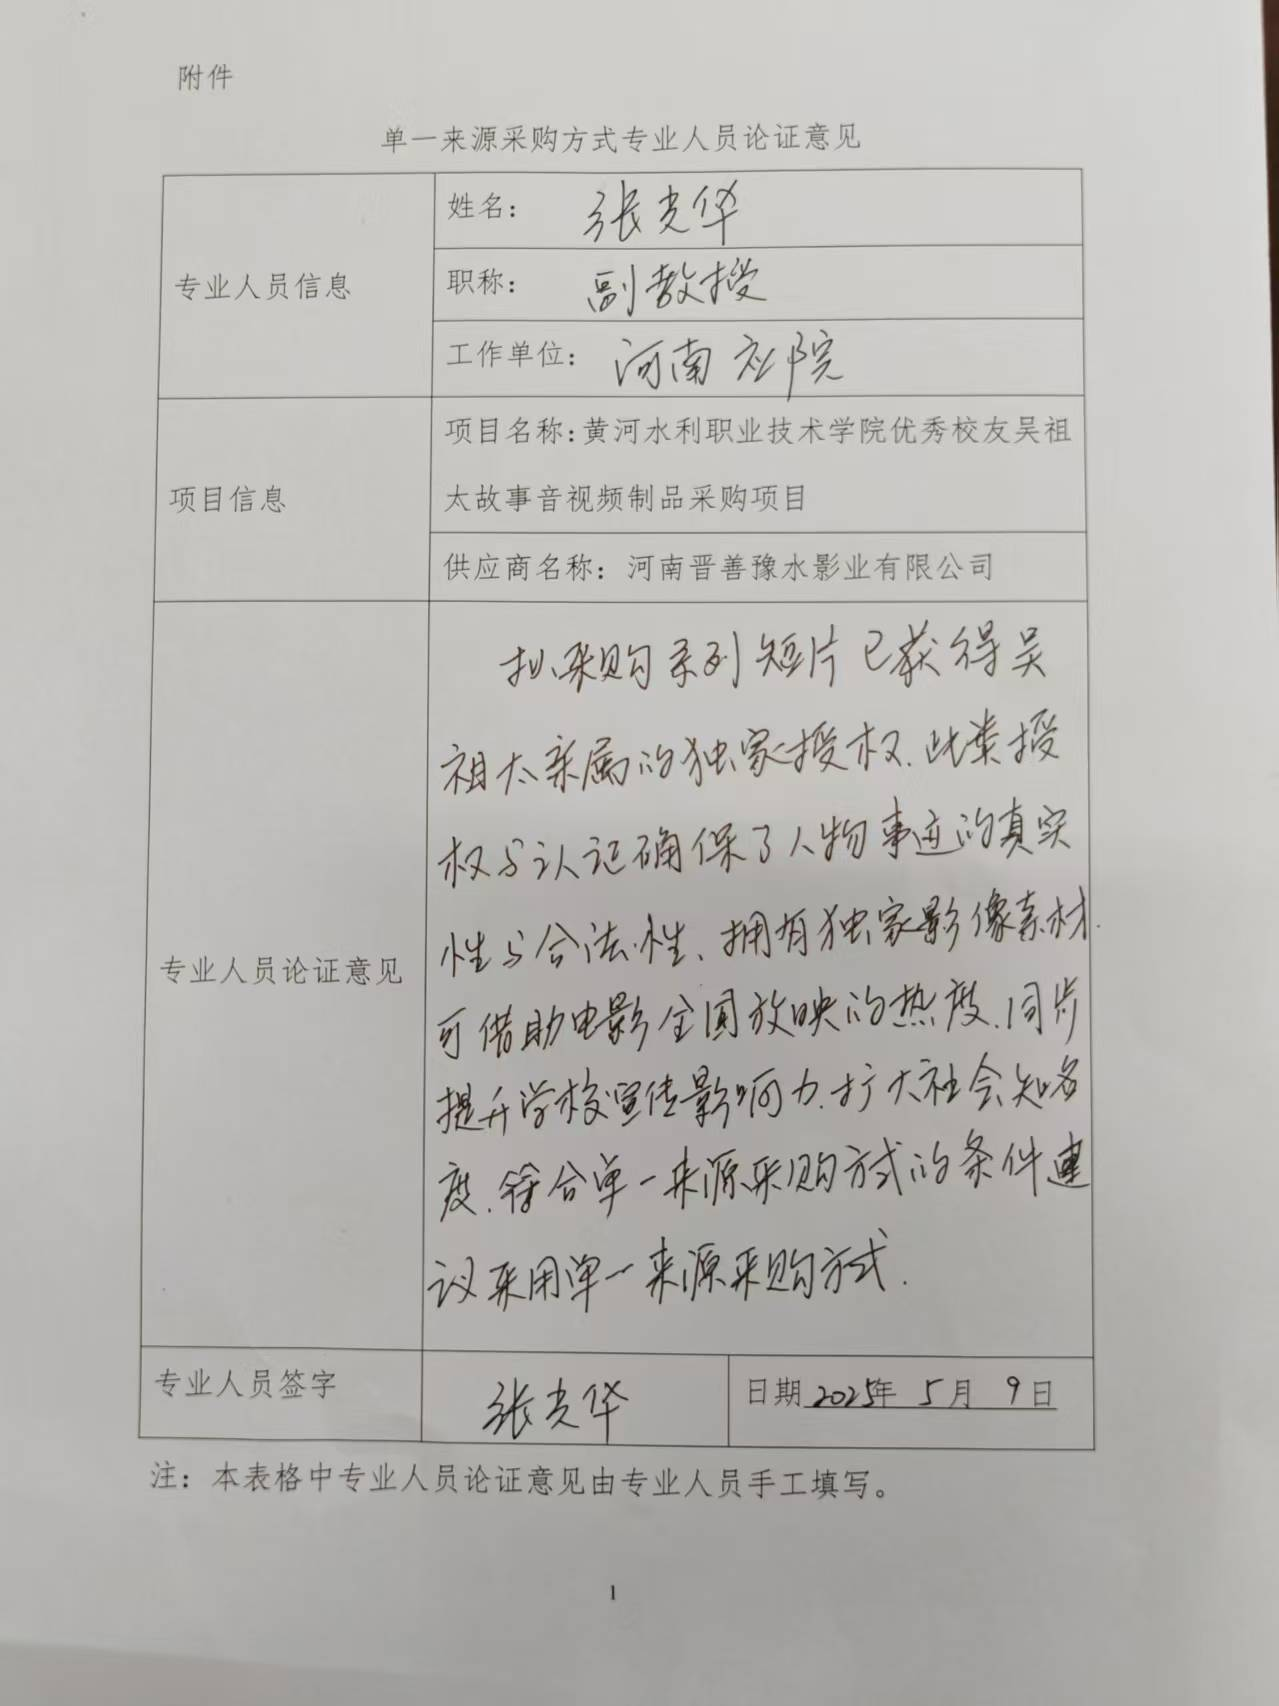 附件
单一来源采购方式专业人员论证意见
专业人员信息
姓名： 张光华
职称： 副教授
工作单位： 河南社院
项目信息
项目名称：黄河水利职业技术学院优秀校友吴祖
太故事音视频制品采购项目
供应商名称：河南晋善豫水影业有限公司
专业人员论证意见
拟采购系列短片已获得吴
祖太亲属的独家授权.此类授
权与认记确保了人物事迹的真实
性与合法性、拥有独家影像素材.
可借助电影全国放映的热度.同步
提升学校宣传影响力.扩大社会知名
度.符合单一来源采购方式的条件建
议采用单一来源采购方式.
专业人员签字
张光华
日期 2025年 5月 9日
注：本表格中专业人员论证意见由专业人员手工填写。
1